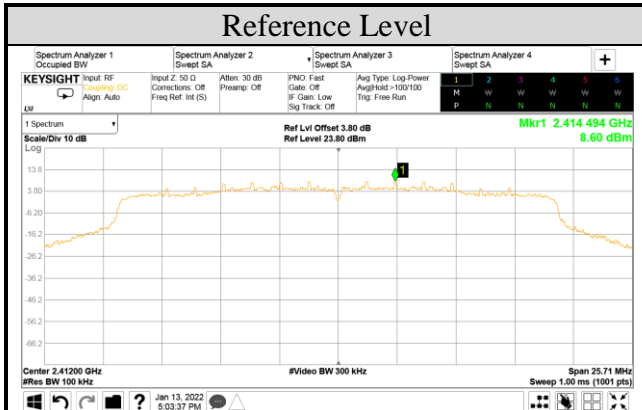 Reference Level
Spectrum Analyzer 1
Occupied BW
Spectrum Analyzer 2
Swept SA
Spectrum Analyzer 3
Swept SA
Spectrum Analyzer 4
Swept SA
+
KEYSIGHT
Input: RF
Coupling: DC
Align: Auto
Input Z: 50 Ω
Corrections: Off
Freq Ref: Int (S)
Atten: 30 dB
Preamp: Off
PNO: Fast
Gate: Off
IF Gain: Low
Sig Track: Off
Avg Type: Log-Power
Avg|Hold:>100/100
Trig: Free Run
1 2 3 4 5 6
M W W W W W
P N N N N N
LXI
1 Spectrum
Scale/Div 10 dB
Ref Lvl Offset 3.80 dB
Ref Level 23.80 dBm
Mkr1 2.414 494 GHz
8.60 dBm
Log
1
13.8
3.80
-6.20
-16.2
-26.2
-36.2
-46.2
-56.2
-66.2
Center 2.41200 GHz
#Video BW 300 kHz
Span 25.71 MHz
#Res BW 100 kHz
Sweep 1.00 ms (1001 pts)
?
Jan 13, 2022
5:03:37 PM